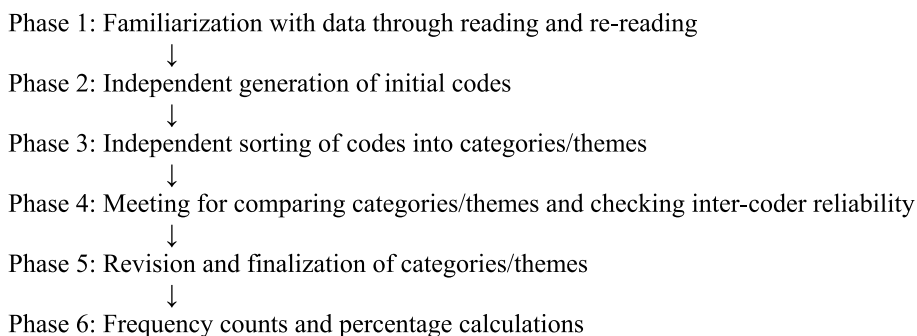 Phase 1: Familiarization with data through reading and re-reading
↓
Phase 2: Independent generation of initial codes
↓
Phase 3: Independent sorting of codes into categories/themes
↓
Phase 4: Meeting for comparing categories/themes and checking inter-coder reliability
↓
Phase 5: Revision and finalization of categories/themes
↓
Phase 6: Frequency counts and percentage calculations